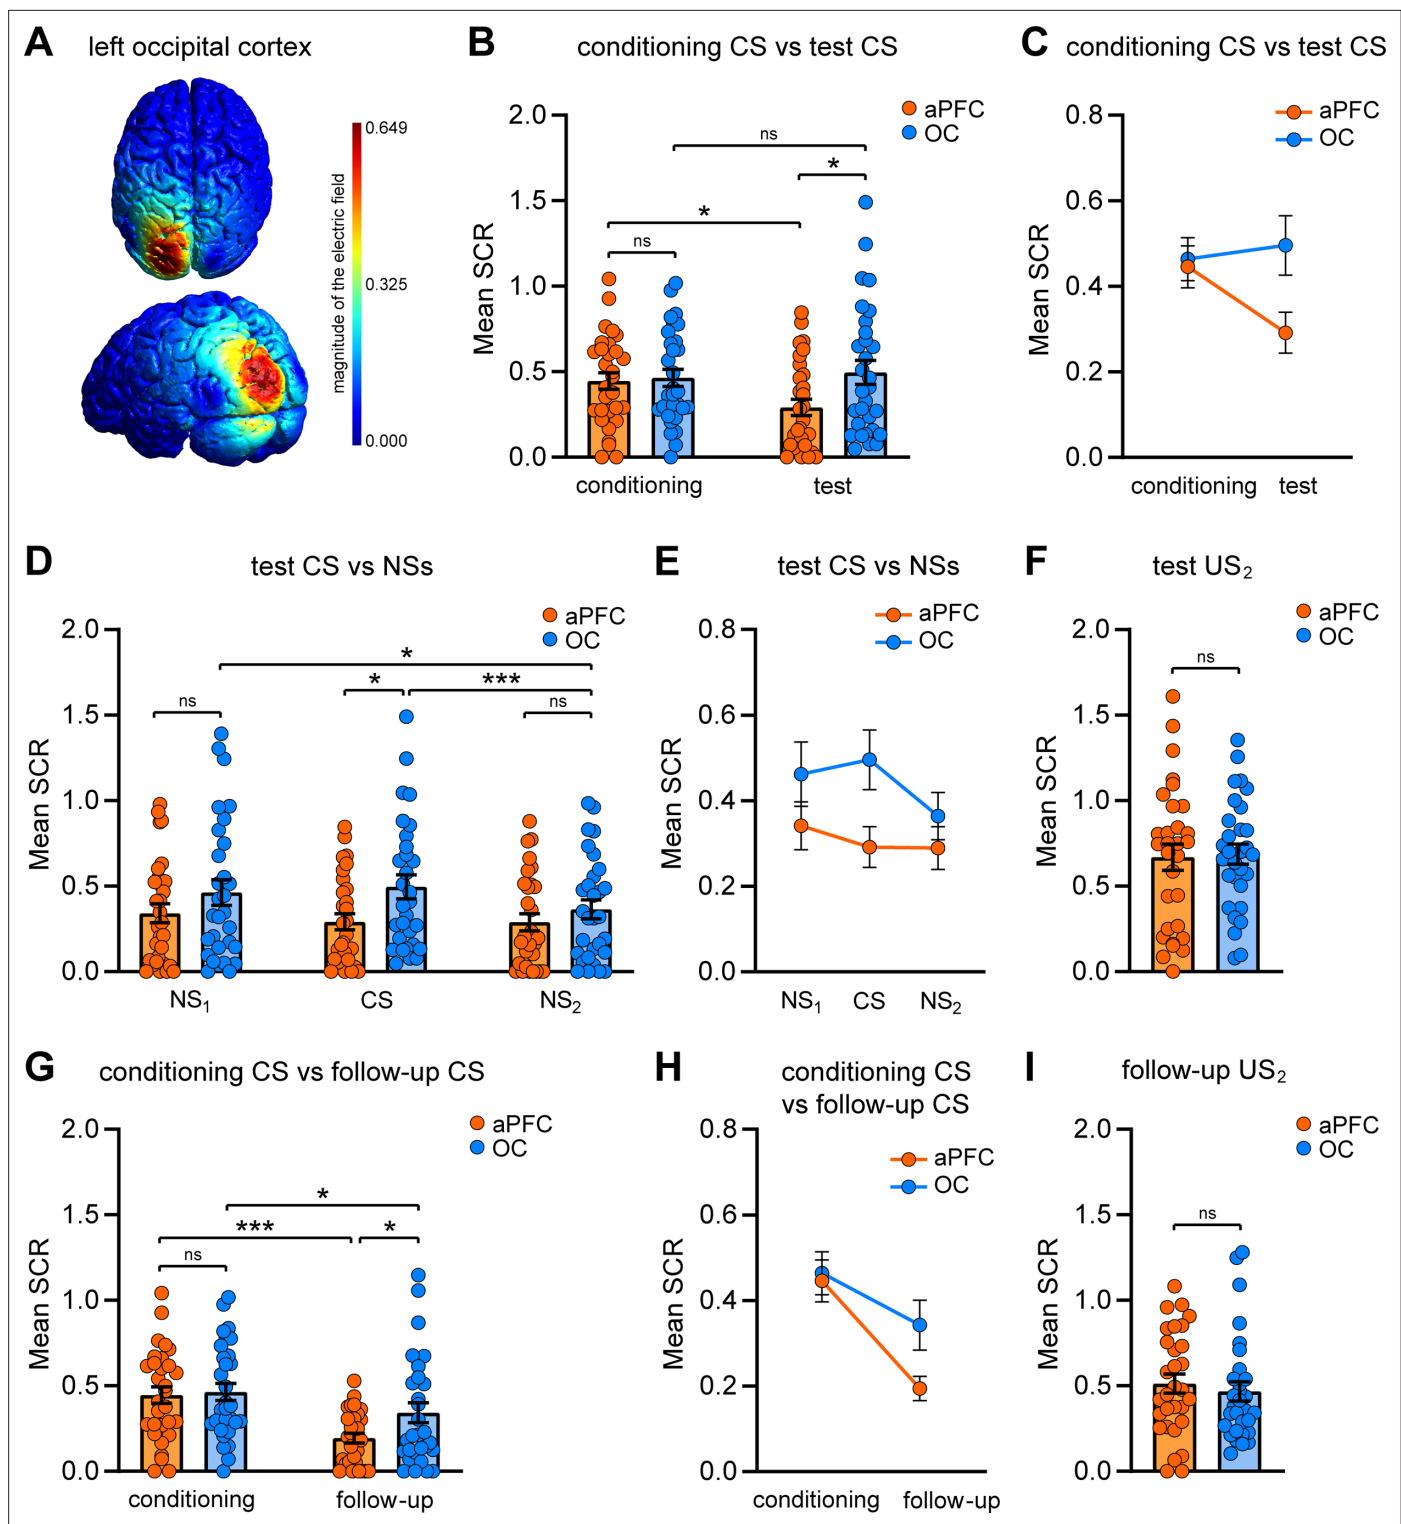 A left occipital cortex
magnitude of the electric field
0.649
0.325
0.000
B conditioning CS vs test CS
aPFC
OC
Mean SCR
2.0
1.5
1.0
0.5
0.0
ns
*
*
ns
conditioning test
C conditioning CS vs test CS
aPFC
OC
Mean SCR
0.8
0.6
0.4
0.2
0.0
conditioning test
D test CS vs NSs
aPFC
OC
Mean SCR
2.0
1.5
1.0
0.5
0.0
*
* ***
ns ns
NS₁ CS NS₂
E test CS vs NSs
aPFC
OC
Mean SCR
0.8
0.6
0.4
0.2
0.0
NS₁ CS NS₂
F test US₂
aPFC
OC
Mean SCR
2.0
1.5
1.0
0.5
0.0
ns
G conditioning CS vs follow-up CS
aPFC
OC
Mean SCR
2.0
1.5
1.0
0.5
0.0
*
*** *
ns
conditioning follow-up
H conditioning CS
vs follow-up CS
aPFC
OC
Mean SCR
0.8
0.6
0.4
0.2
0.0
conditioning follow-up
I follow-up US₂
aPFC
OC
Mean SCR
2.0
1.5
1.0
0.5
0.0
ns